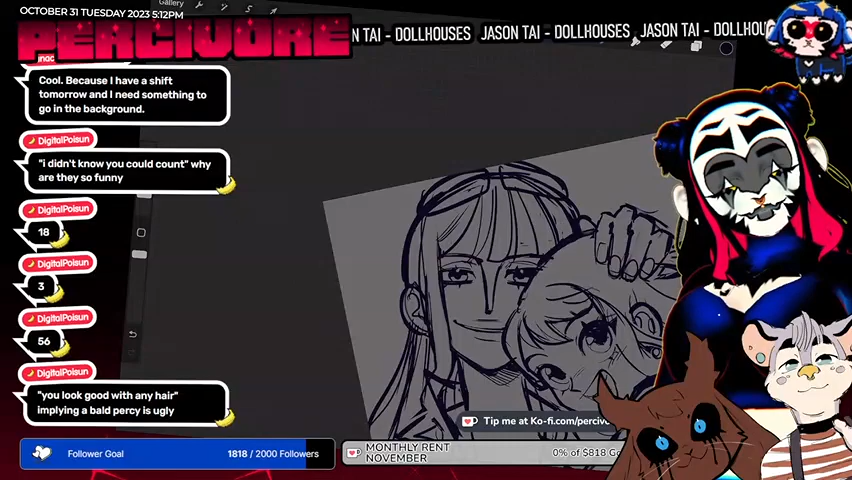 Gallery
OCTOBER 31 TUESDAY 2023 5:12PM
PERCIVORE
N TAI - DOLLHOUSES JASON TAI - DOLLHOUSES JASON TAI - DOLLHOU
jnac
Cool. Because I have a shift
tomorrow and I need something to
go in the background.
DigitalPoisun
"i didn't know you could count" why
are they so funny
DigitalPoisun
18
DigitalPoisun
3
DigitalPoisun
56
DigitalPoisun
"you look good with any hair"
implying a bald percy is ugly
Tip me at Ko-fi.com/percivo
Follower Goal 1818 / 2000 Followers
MONTHLY RENT
NOVEMBER
0% of $818 Go